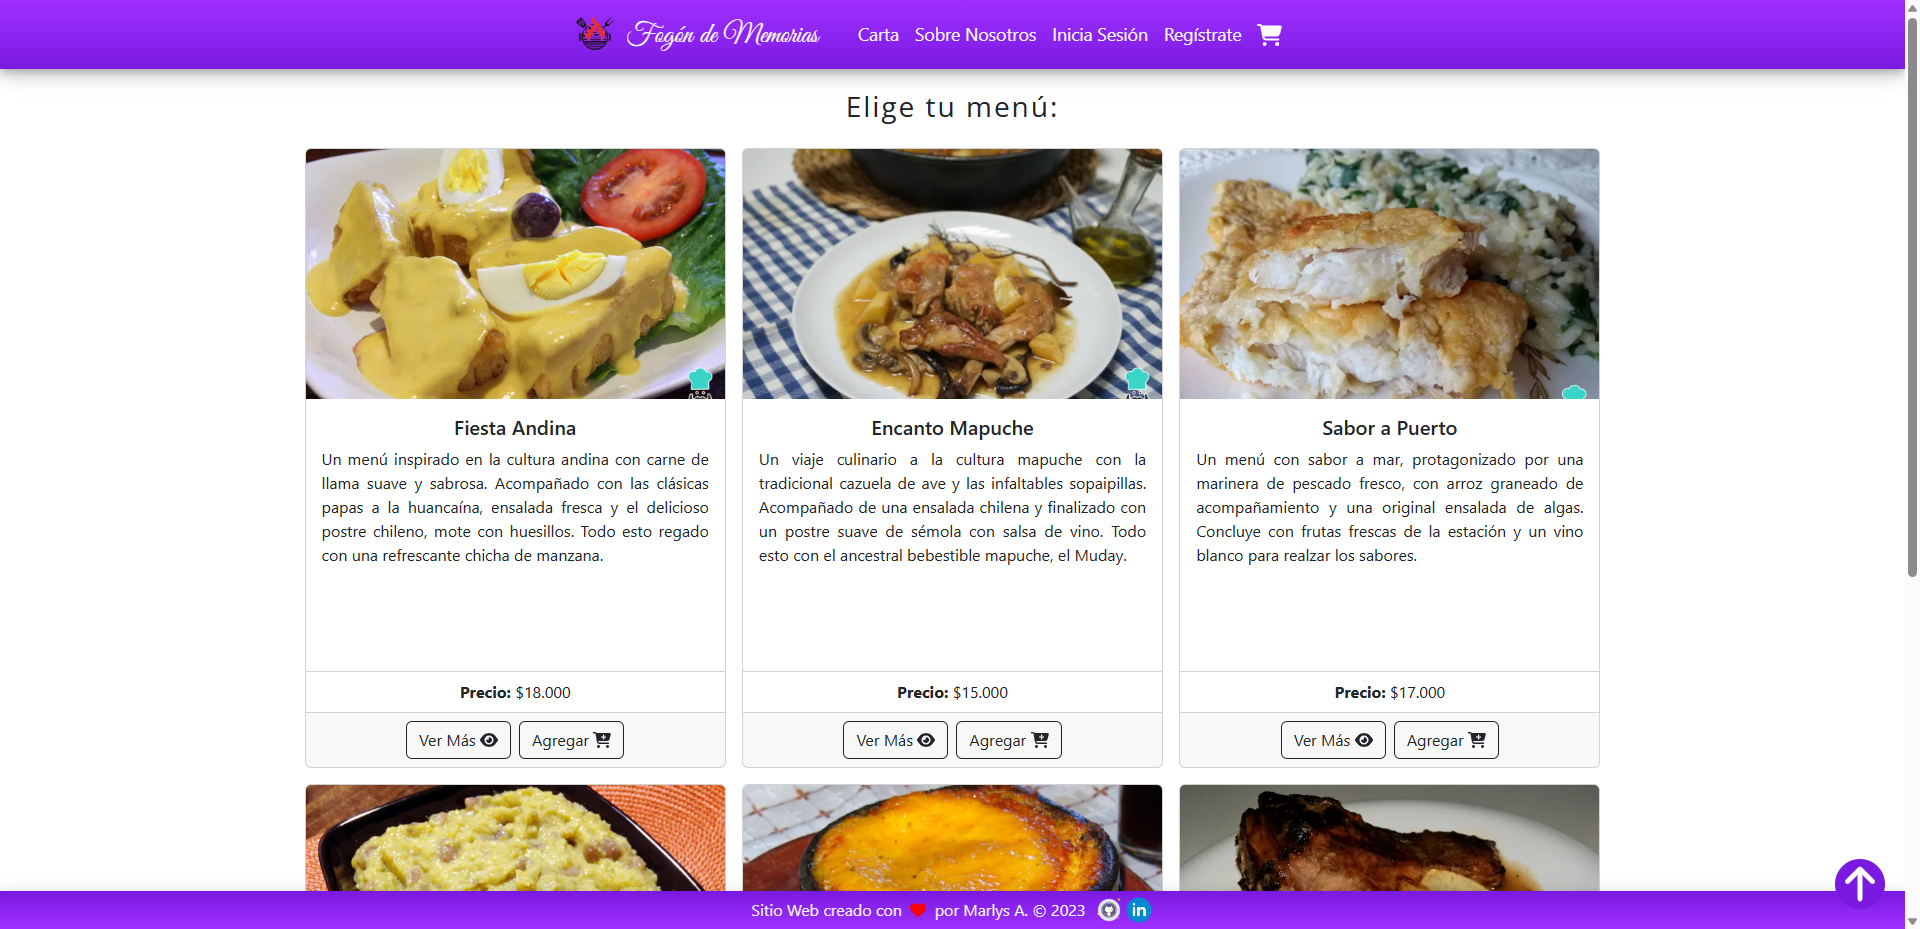 Fogón de Memorias
Carta
Sobre Nosotros
Inicia Sesión
Regístrate
Elige tu menú:
Fiesta Andina
Un menú inspirado en la cultura andina con carne de
llama suave y sabrosa. Acompañado con las clásicas
papas a la huancaína, ensalada fresca y el delicioso
postre chileno, mote con huesillos. Todo esto regado
con una refrescante chicha de manzana.
Precio: $18.000
Ver Más
Agregar
Encanto Mapuche
Un viaje culinario a la cultura mapuche con la
tradicional cazuela de ave y las infaltables sopaipillas.
Acompañado de una ensalada chilena y finalizado con
un postre suave de sémola con salsa de vino. Todo
esto con el ancestral bebestible mapuche, el Muday.
Precio: $15.000
Ver Más
Agregar
Sabor a Puerto
Un menú con sabor a mar, protagonizado por una
marinera de pescado fresco, con arroz graneado de
acompañamiento y una original ensalada de algas.
Concluye con frutas frescas de la estación y un vino
blanco para realzar los sabores.
Precio: $17.000
Ver Más
Agregar
Sitio Web creado con por Marlys A. © 2023
in